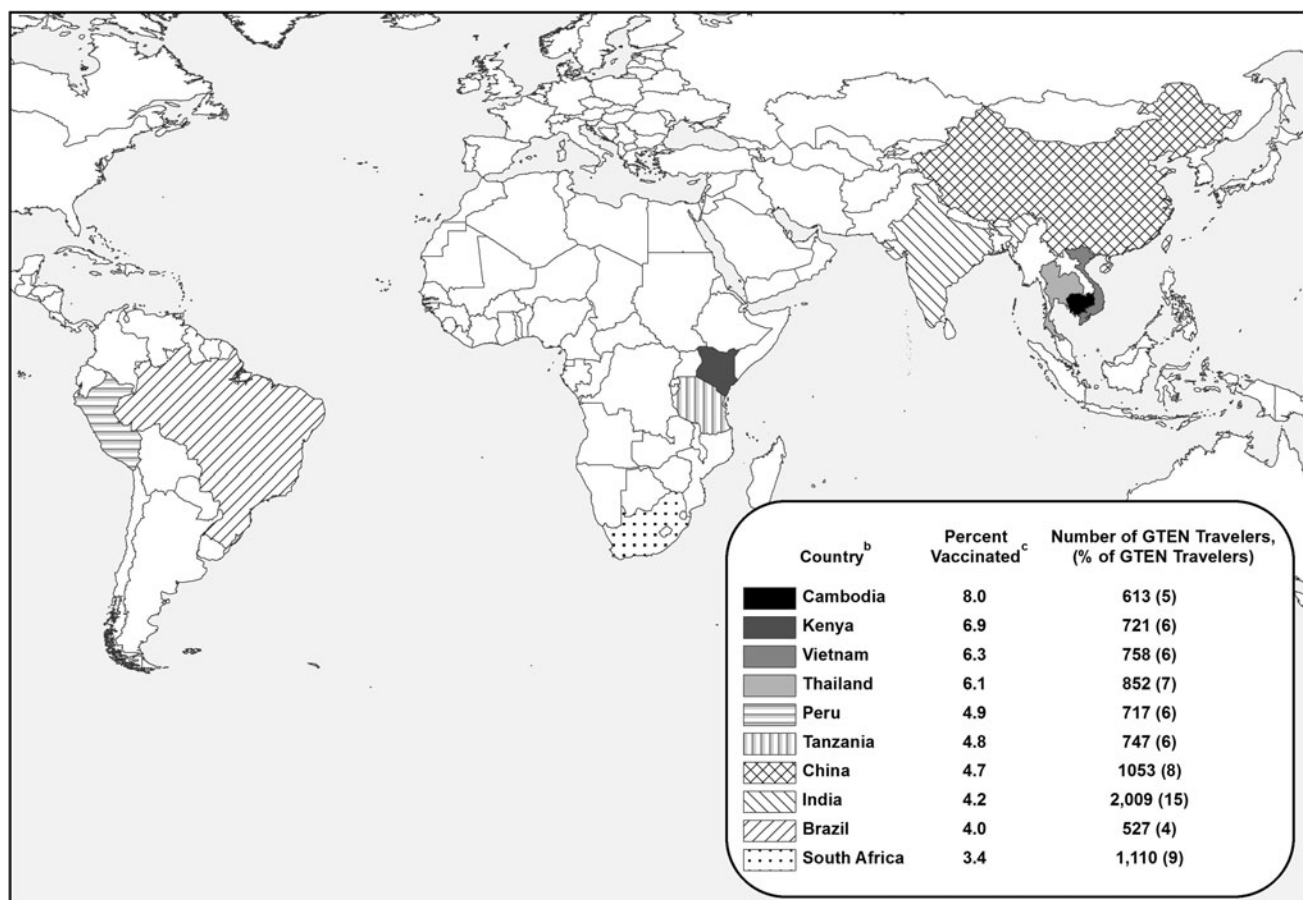 Country^b Percent Vaccinated^c Number of GTEN Travelers, (% of GTEN Travelers)
Cambodia 8.0 613 (5)
Kenya 6.9 721 (6)
Vietnam 6.3 758 (6)
Thailand 6.1 852 (7)
Peru 4.9 717 (6)
Tanzania 4.8 747 (6)
China 4.7 1053 (8)
India 4.2 2,009 (15)
Brazil 4.0 527 (4)
South Africa 3.4 1,110 (9)